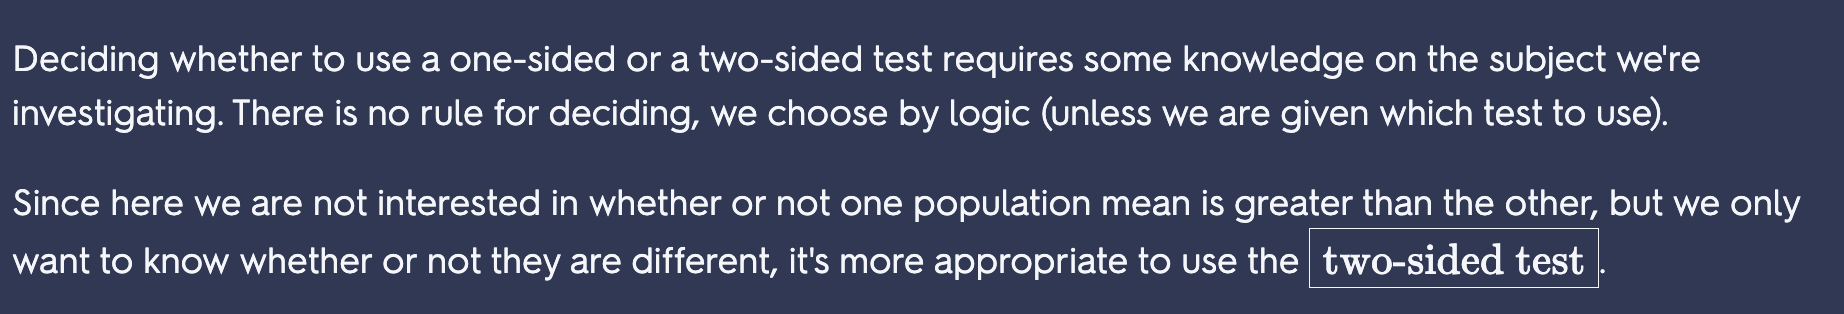 Deciding whether to use a one-sided or a two-sided test requires some knowledge on the subject we're
investigating. There is no rule for deciding, we choose by logic (unless we are given which test to use).
Since here we are not interested in whether or not one population mean is greater than the other, but we only
want to know whether or not they are different, it's more appropriate to use the two-sided test.